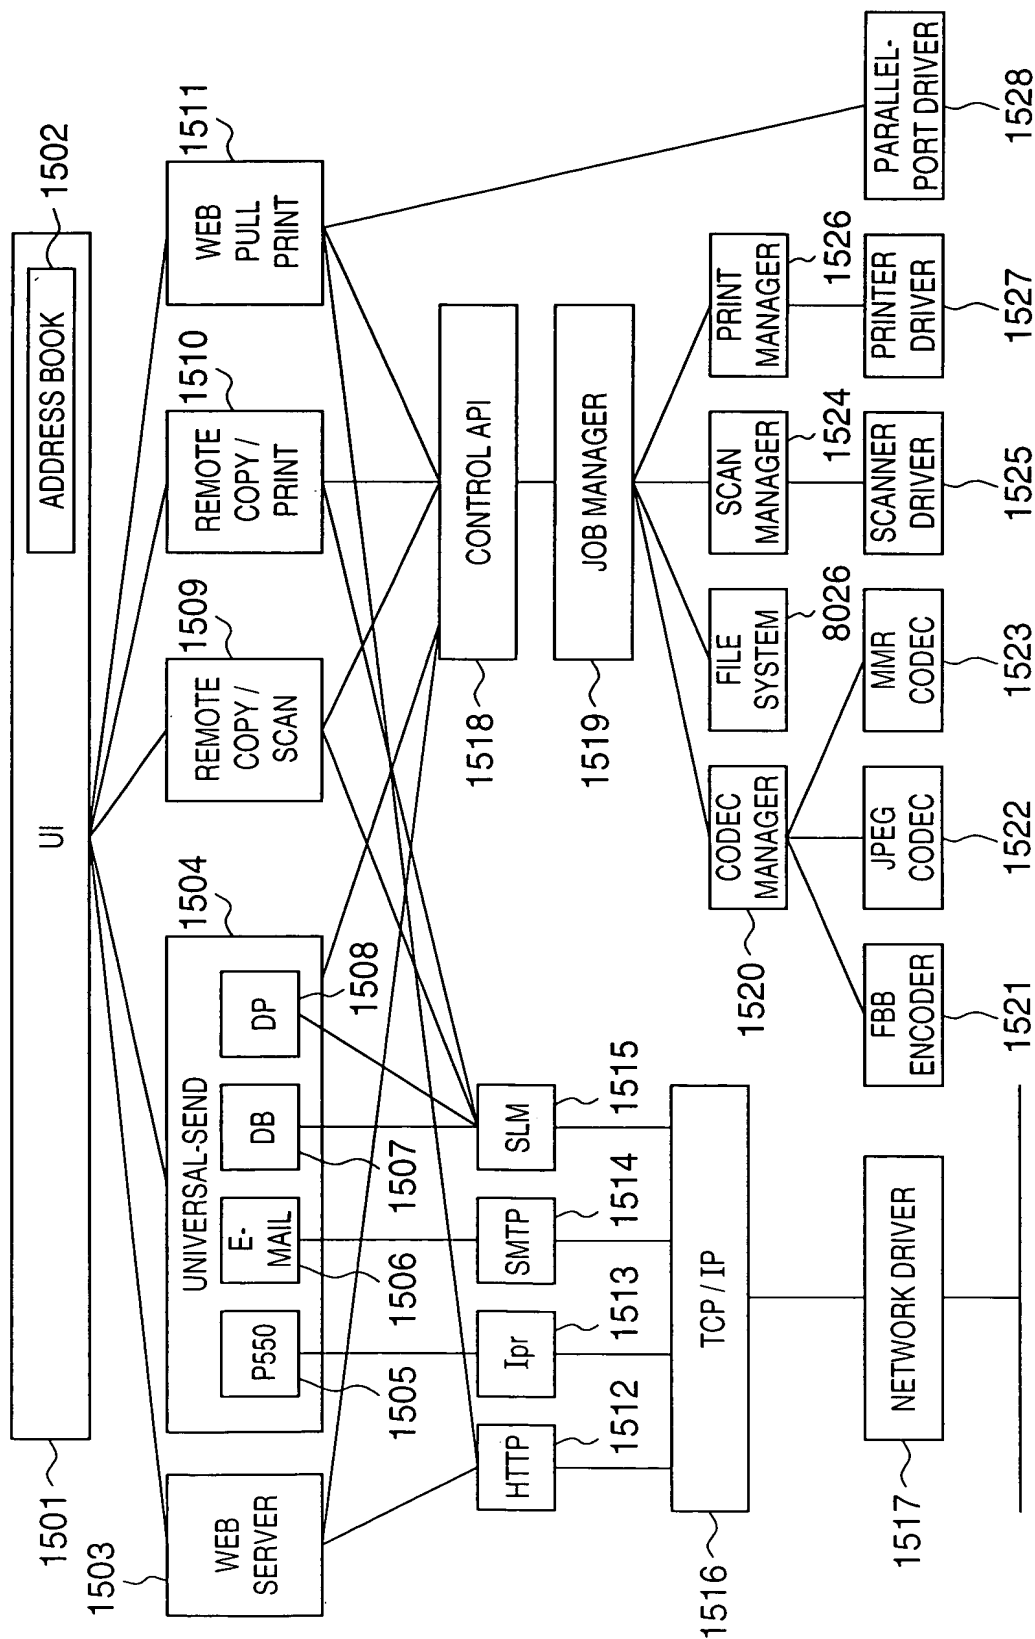 1501
UI
ADDRESS BOOK
1502
1503
WEB
SERVER
UNIVERSAL-SEND
1504
P550
1505
E-
MAIL
1506
DB
1507
DP
1508
REMOTE
COPY /
SCAN
1509
REMOTE
COPY /
PRINT
1510
WEB
PULL
PRINT
1511
HTTP
1512
Ipr
1513
SMTP
1514
SLM
1515
CONTROL API
1518
JOB MANAGER
1519
TCP / IP
1516
CODEC
MANAGER
1520
FILE
SYSTEM
8026
SCAN
MANAGER
1524
PRINT
MANAGER
1526
NETWORK DRIVER
1517
FBB
ENCODER
1521
JPEG
CODEC
1522
MMR
CODEC
1523
SCANNER
DRIVER
1525
PRINTER
DRIVER
1527
PARALLEL-
PORT DRIVER
1528